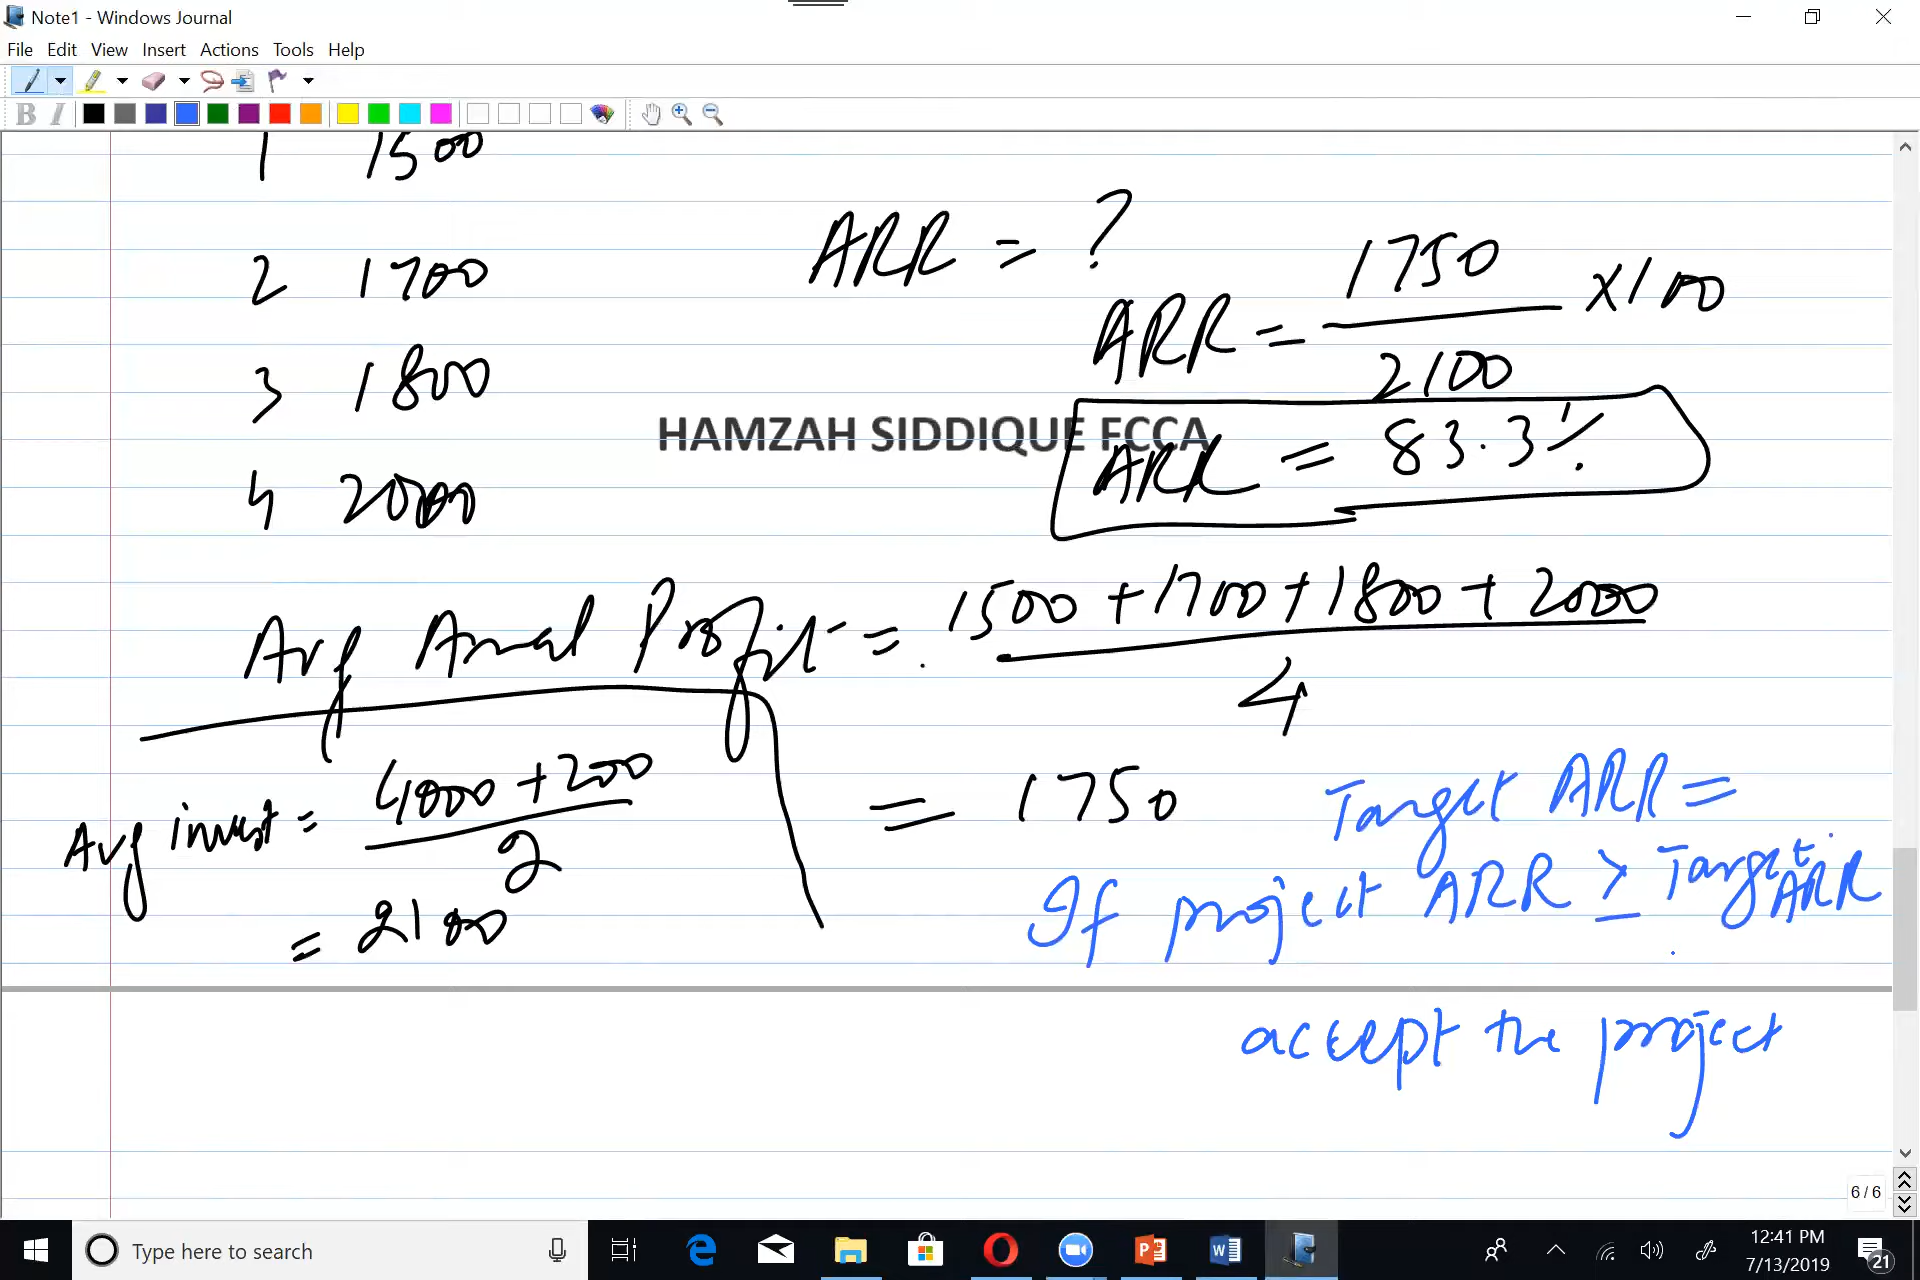 Note1 - Windows Journal
File Edit View Insert Actions Tools Help
B I
1 1500
2 1700
3 1800
4 2000
ARR = ?
ARR = 1750 / 2100 x100
HAMZAH SIDDIQUE FCCA
ARR = 83.3%
Avg Annual Profit = 1500 + 1700 + 1800 + 2000 / 4
= 1750
Avg invest = 4000 + 200 / 2
= 2100
Target ARR =
If project ARR ≥ Target ARR
accept the project
6 / 6
Type here to search
12:41 PM
7/13/2019
21